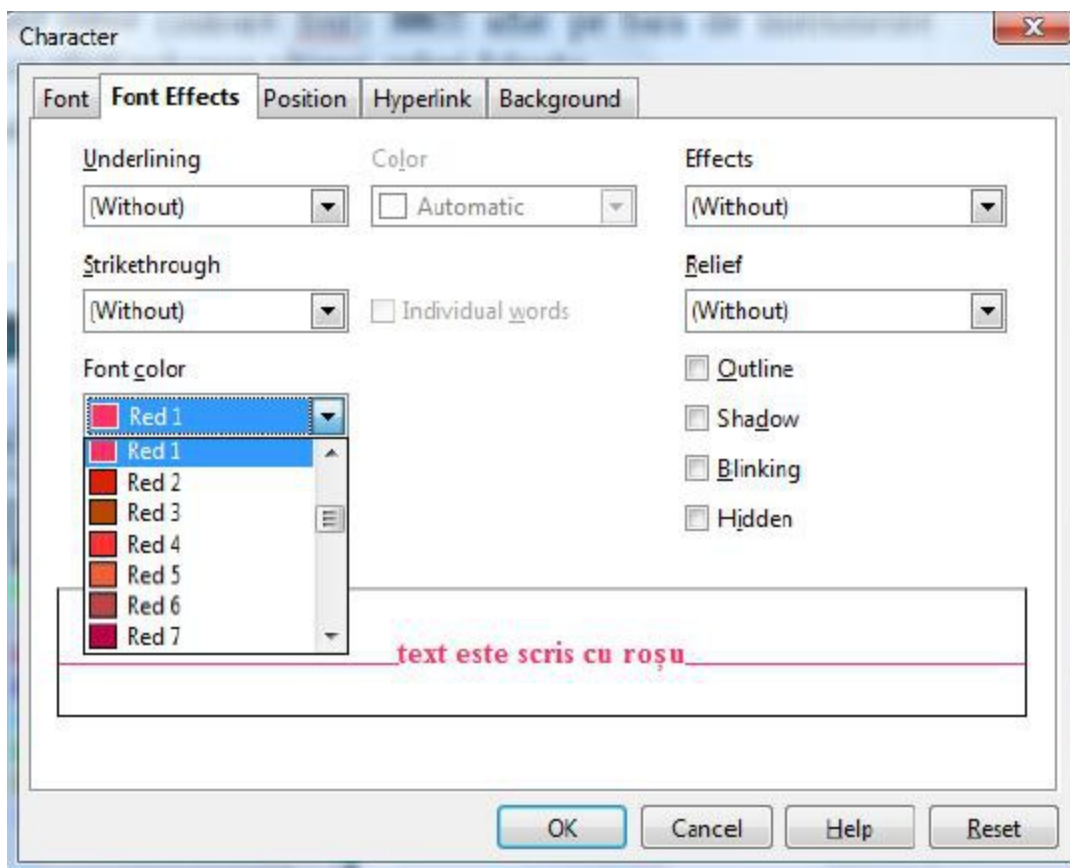 Character
Font Font Effects Position Hyperlink Background
Underlining Color Effects
(Without) Automatic (Without)
Strikethrough Relief
(Without) Individual words (Without)
Font color Outline
Red 1 Shadow
Red 1
Red 2 Blinking
Red 3 Hidden
Red 4
Red 5
Red 6
Red 7
text este scris cu roșu
OK Cancel Help Reset